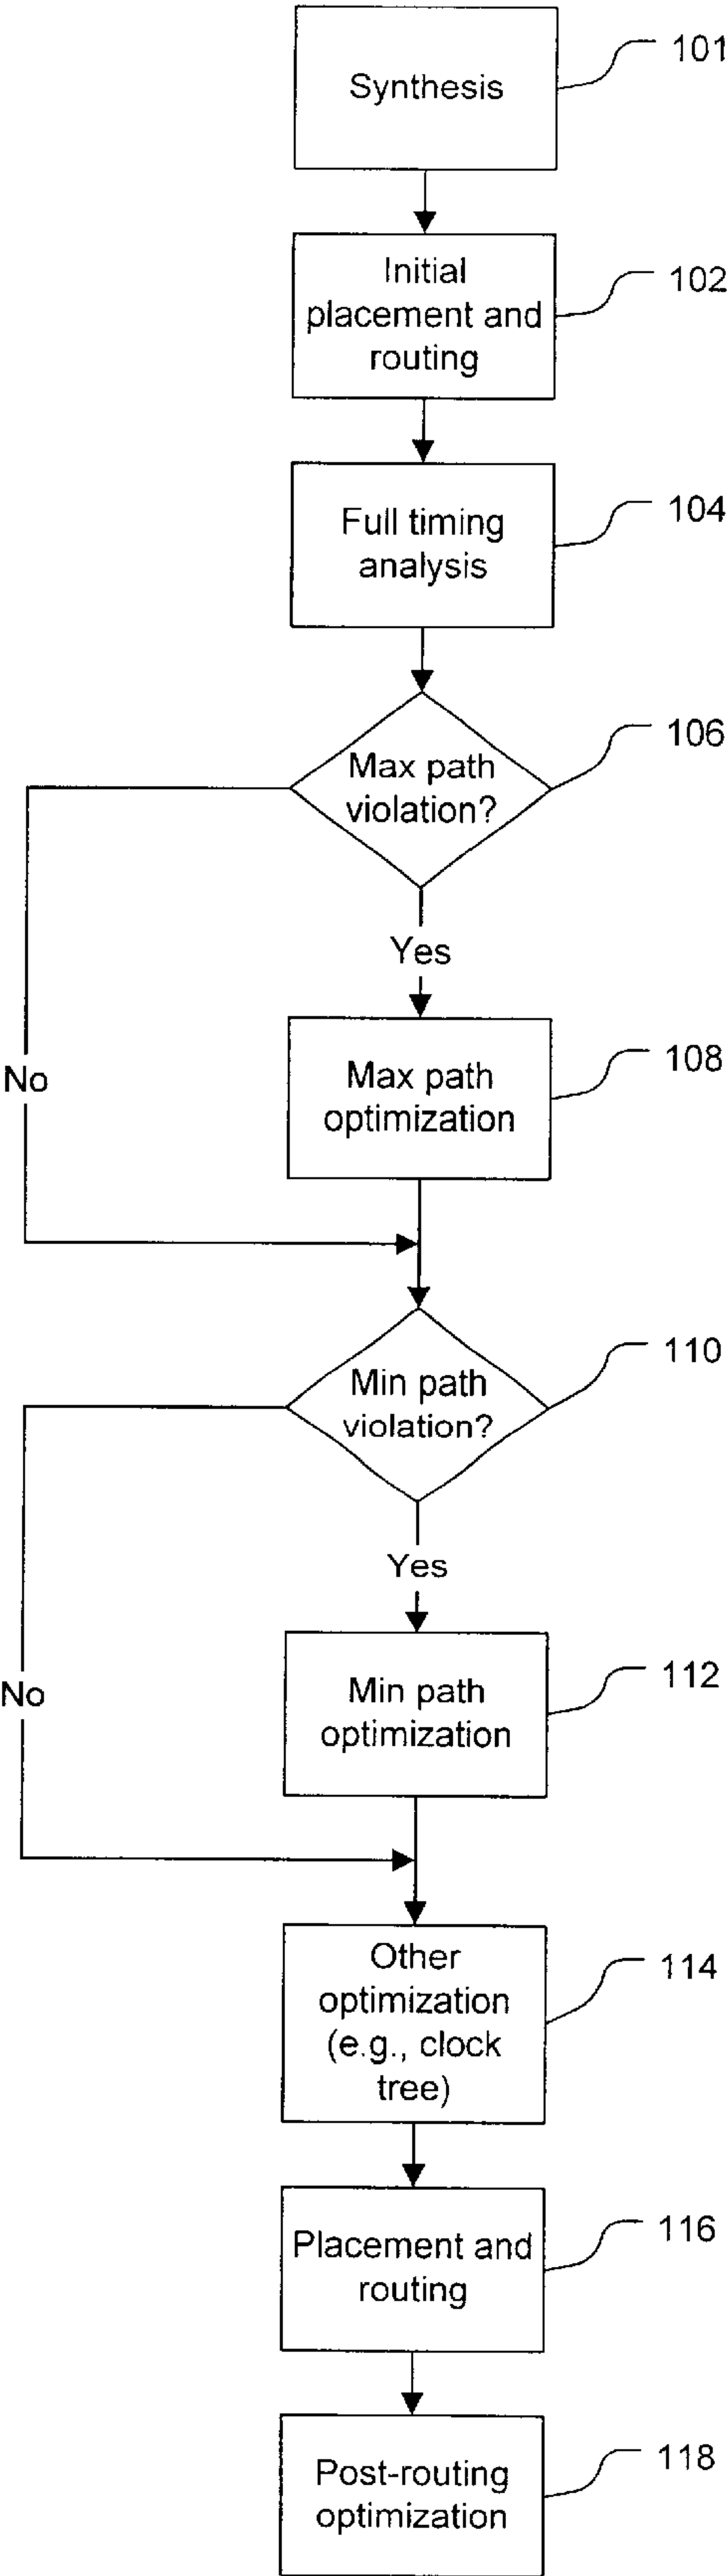 Synthesis
101
Initial
placement and
routing
102
Full timing
analysis
104
Max path
violation?
106
Yes
No
Max path
optimization
108
Min path
violation?
110
Yes
No
Min path
optimization
112
Other
optimization
(e.g., clock
tree)
114
Placement and
routing
116
Post-routing
optimization
118